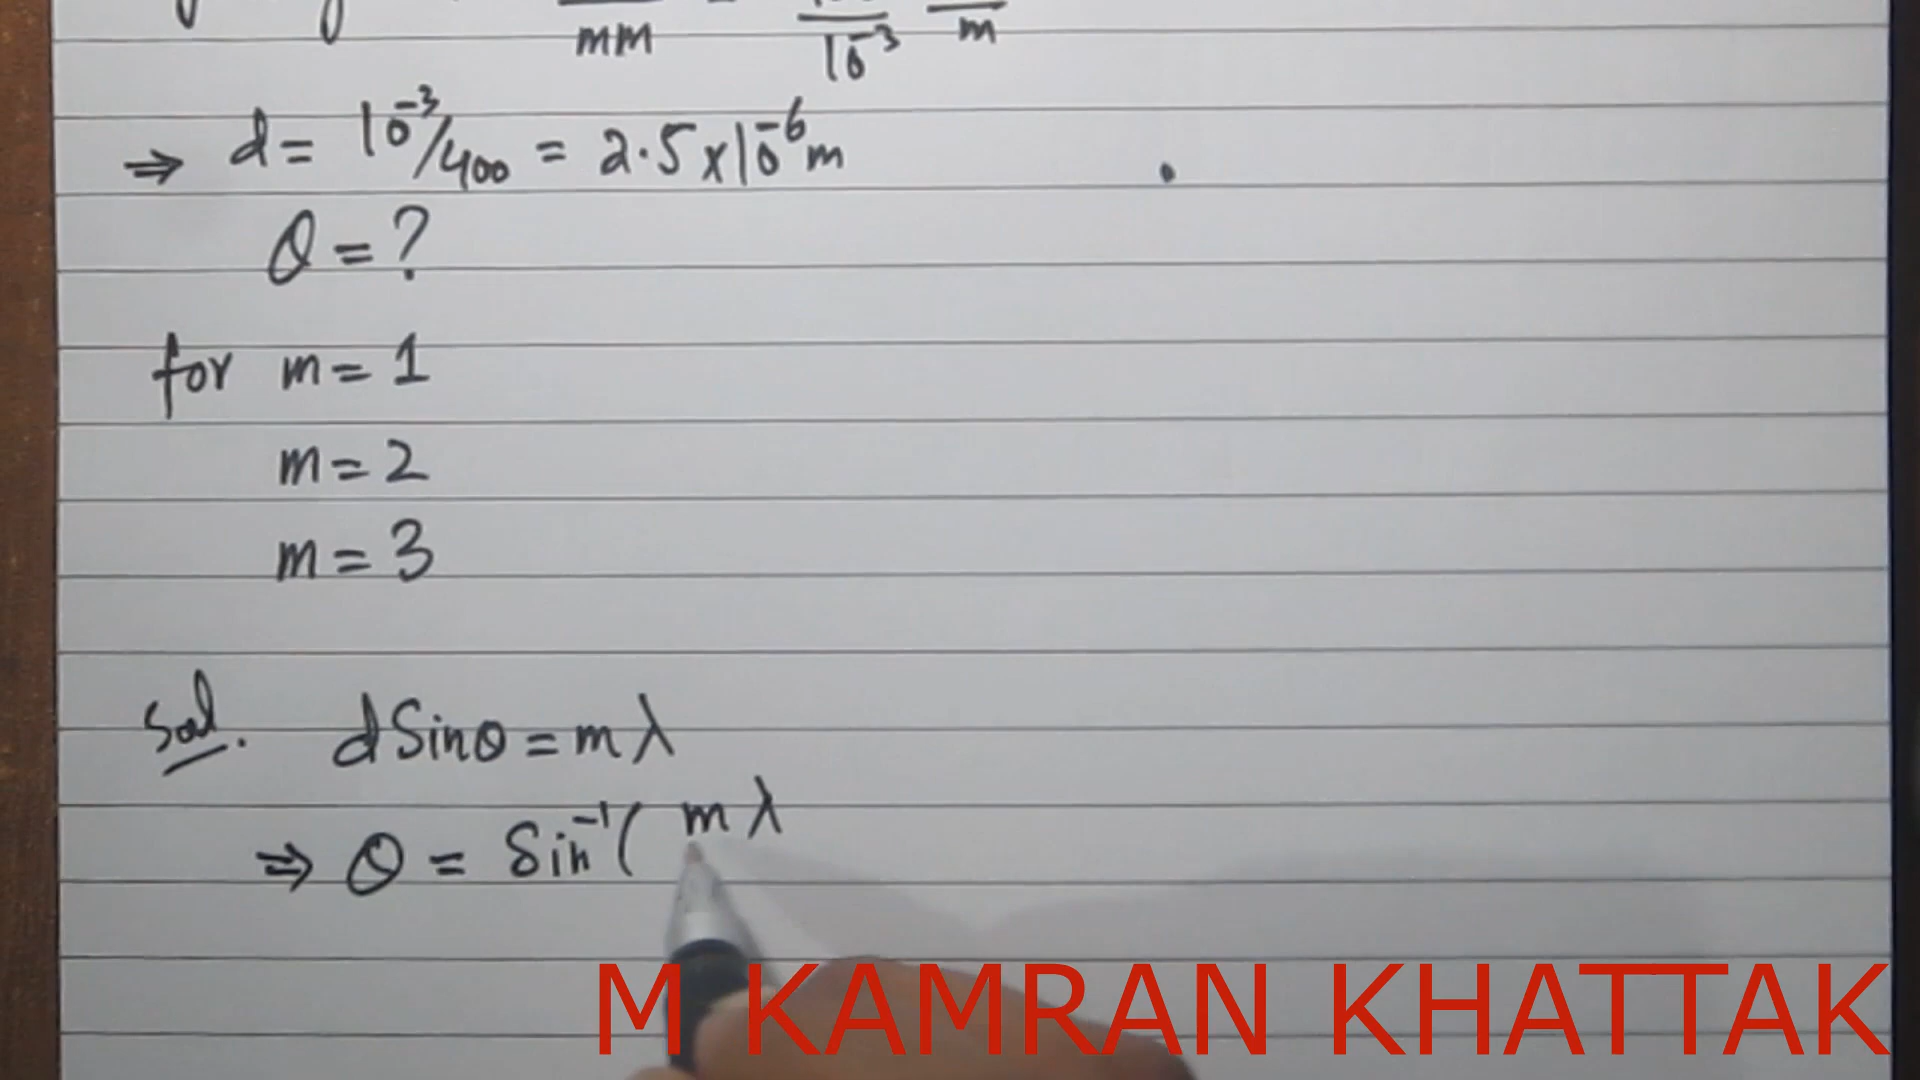 mm 10⁻³ m
⇒ d = 10⁻³/400 = 2.5 x 10⁻⁶ m
θ = ?
for m = 1
m = 2
m = 3
Sol. dSinθ = mλ
⇒ θ = Sin⁻¹( mλ
M KAMRAN KHATTAK